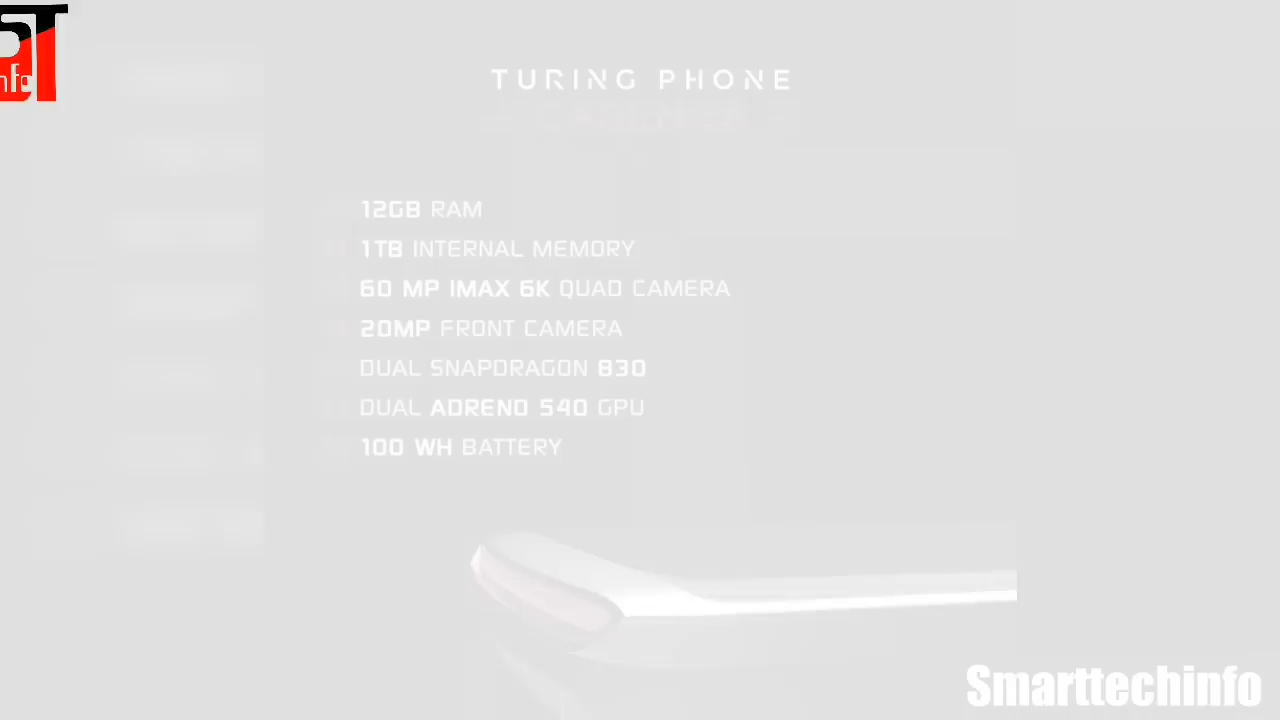 TURING PHONE
12GB RAM
1TB INTERNAL MEMORY
60 MP IMAX 6K QUAD CAMERA
20MP FRONT CAMERA
DUAL SNAPDRAGON 830
DUAL ADRENO 540 GPU
100 WH BATTERY
Smarttechinfo